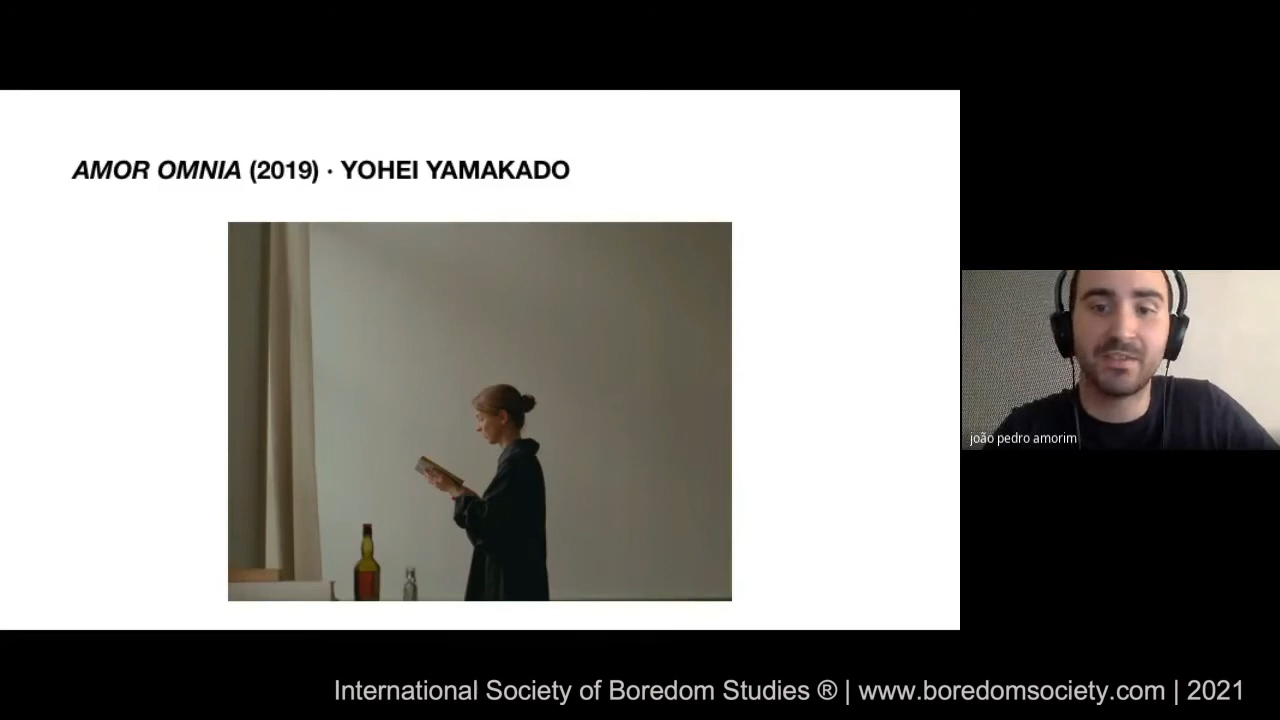 AMOR OMNIA (2019) · YOHEI YAMAKADO
joão pedro amorim
International Society of Boredom Studies ® | www.boredomsociety.com | 2021